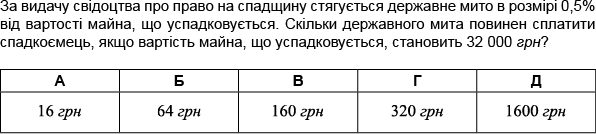 За видачу свідоцтва про право на спадщину стягується державне мито в розмірі 0,5%
від вартості майна, що успадковується. Скільки державного мита повинен сплатити
спадкоємець, якщо вартість майна, що успадковується, становить 32 000 грн?
А Б В Г Д
16 грн 64 грн 160 грн 320 грн 1600 грн